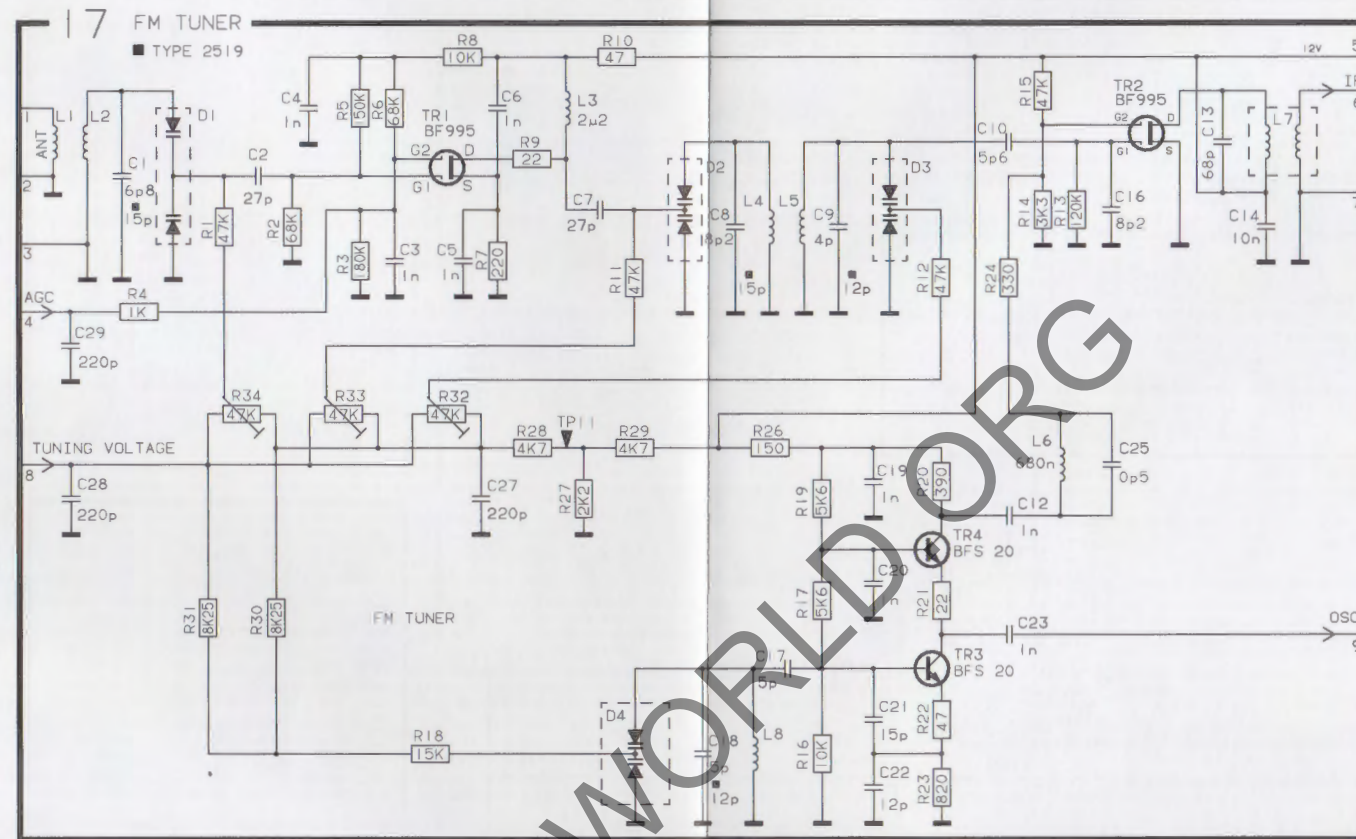 17 FM TUNER
■ TYPE 2519
1
L1
L2
ANT
2
3
C1
6p8
■
15p
D1
R1
47K
C2
27p
R2
68K
C4
1n
R5
150K
R6
68K
R8
10K
TR1
BF995
G2
D
G1
S
C6
1n
L3
2µ2
R10
47
R9
22
C7
27p
R3
180K
C3
1n
C5
1n
R7
220
R11
47K
D2
C8
8p2
■
15p
L4
L5
C9
4p
■
12p
D3
R12
47K
C10
5p6
R15
47K
R14
3K3
R13
120K
R24
330
C16
8p2
TR2
BF995
G2
D
G1
S
C13
68p
L7
C14
10n
12V
5
6
AGC
4
R4
1K
C29
220p
R34
47K
R33
47K
R32
47K
TUNING VOLTAGE
8
C28
220p
C27
220p
R28
4K7
TP11
R29
4K7
R27
2K2
R26
150
R19
5K6
C19
1n
R20
390
L6
680n
C25
0p5
C12
1n
TR4
BFS 20
C20
1n
R17
5K6
R21
22
C23
1n
OSC
9
TR3
BFS 20
R31
8K25
R30
8K25
FM TUNER
R18
15K
D4
C17
5p
C18
■
12p
L8
R16
10K
C21
15p
R22
47
C22
12p
R23
820
WORLD ORG